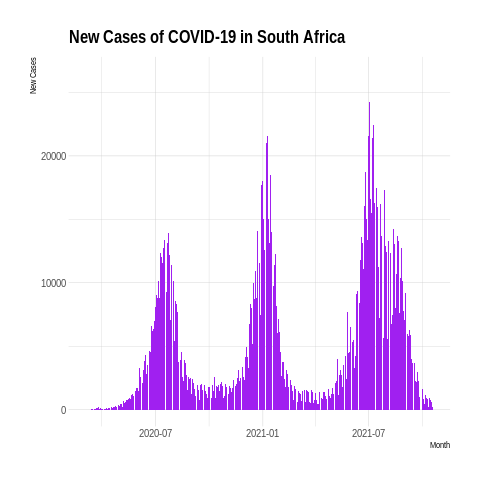 New Cases of COVID-19 in South Africa
New Cases
20000
10000
0
2020-07
2021-01
2021-07
Month